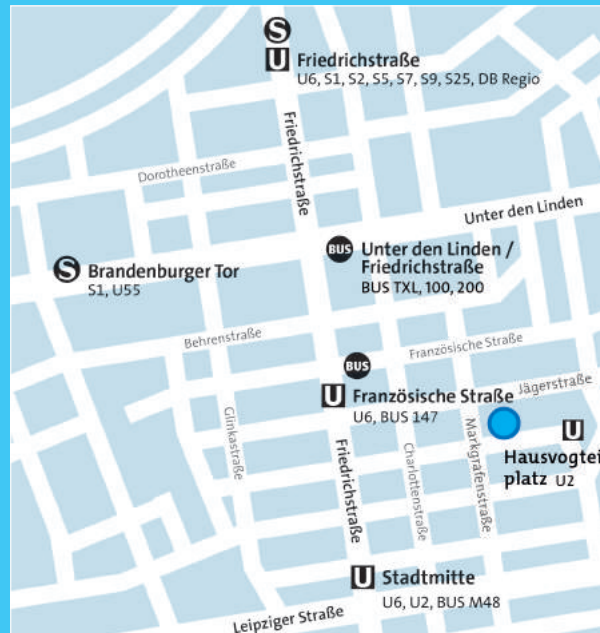 S
U Friedrichstraße
U6, S1, S2, S5, S7, S9, S25, DB Regio
Friedrichstraße
Dorotheenstraße
Unter den Linden
BUS Unter den Linden /
Friedrichstraße
BUS TXL, 100, 200
S Brandenburger Tor
S1, U55
Behrenstraße
Französische Straße
BUS
U Französische Straße
U6, BUS 147
Jägerstraße
Glinkastraße
Friedrichstraße
Charlottenstraße
Markgrafenstraße
U
Hausvogtei
platz U2
U Stadtmitte
U6, U2, BUS M48
Leipziger Straße